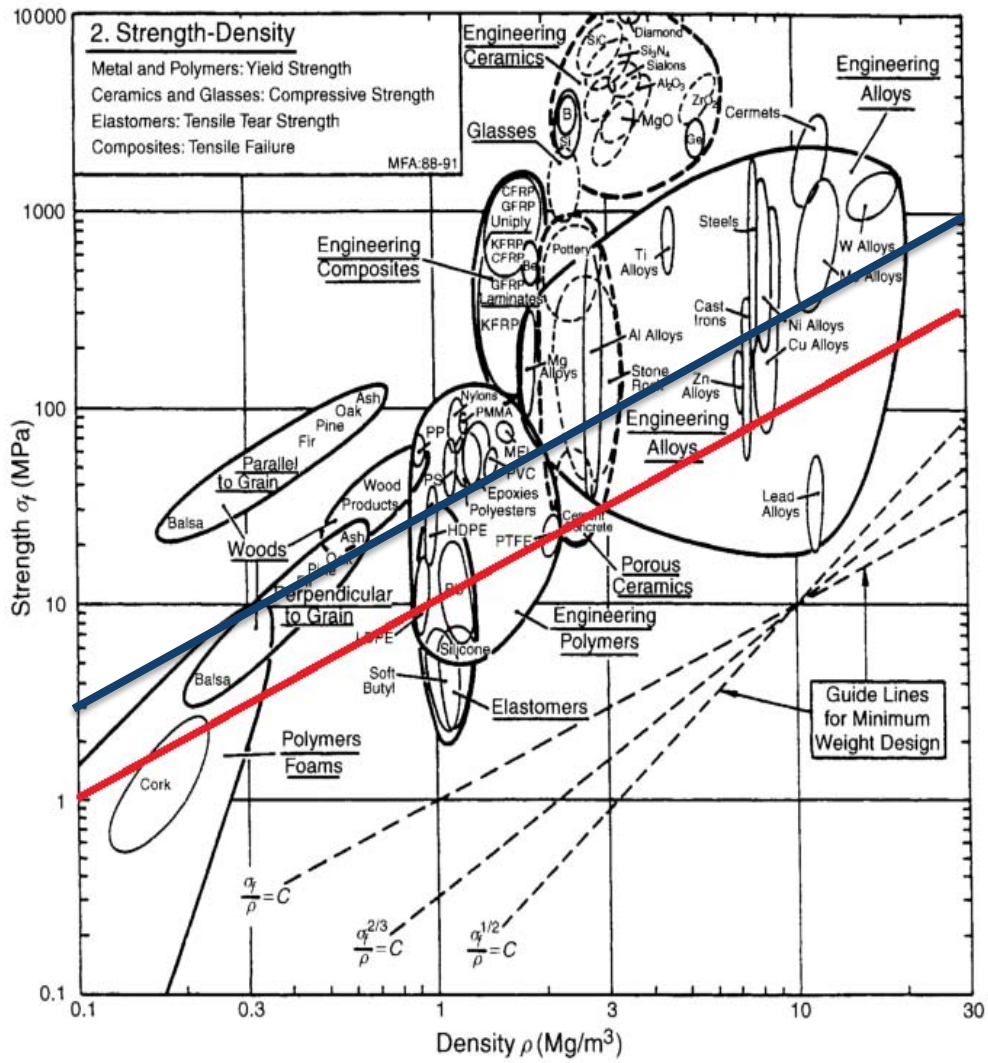 2. Strength-Density
Metal and Polymers: Yield Strength
Ceramics and Glasses: Compressive Strength
Elastomers: Tensile Tear Strength
Composites: Tensile Failure
MFA:88-91
10000
1000
100
10
1
0.1
Strength σf (MPa)
0.1
0.3
1
3
10
30
Density ρ (Mg/m³)
Engineering
Ceramics
SiC
Diamond
Si₃N₄
Sialons
Al₂O₃
ZrO₂
MgO
Ge
B
Si
Glasses
Cermets
Engineering
Alloys
CFRP
GFRP
Uniply
KFRP
CFRP
Be
GFRP
Laminates
KFRP
Engineering
Composites
Pottery
Ti
Alloys
Steels
W Alloys
Mo Alloys
Cast
Irons
Ni Alloys
Cu Alloys
Al Alloys
Mg
Alloys
Stone
Rock
Zn
Alloys
Engineering
Alloys
Lead
Alloys
Ash
Oak
Pine
Fir
Parallel
to Grain
Balsa
Woods
Wood
Products
Ash
Oak
Pine
Fir
Perpendicular
to Grain
Balsa
Nylons
PMMA
PP
MEL
PVC
PS
Epoxies
Polyesters
HDPE
PTFE
PU
LDPE
Silicone
Soft
Butyl
Elastomers
Cement
Concrete
Porous
Ceramics
Engineering
Polymers
Polymers
Foams
Cork
Guide Lines
for Minimum
Weight Design
σf/ρ = C
σf^2/3/ρ = C
σf^1/2/ρ = C